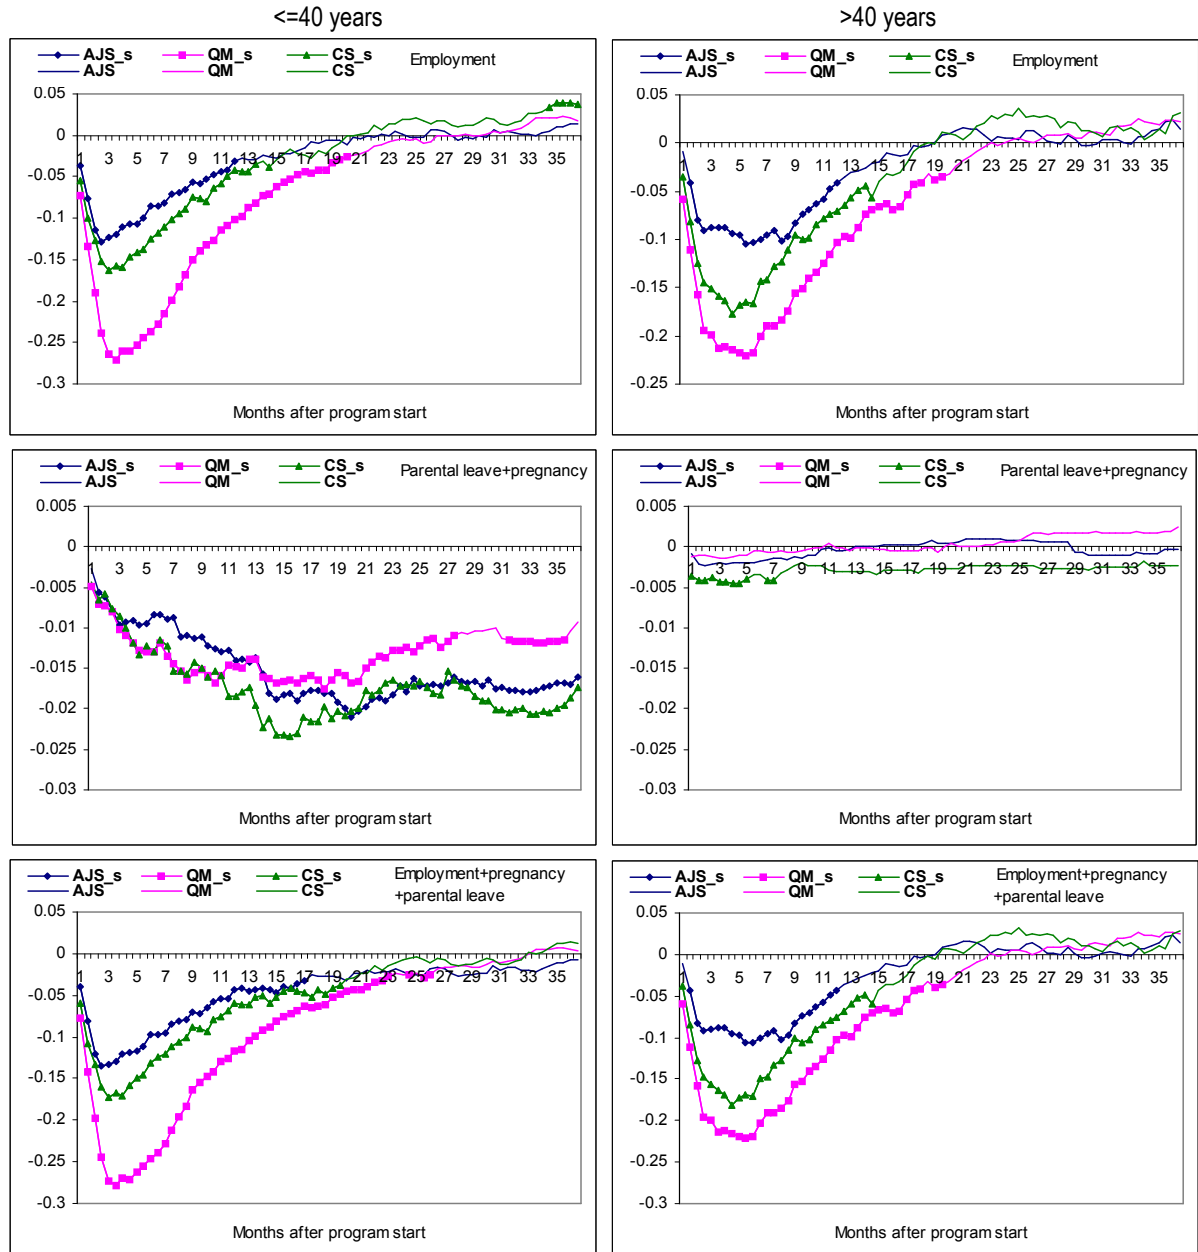 <=40 years
>40 years
AJS_s QM_s CS_s
AJS QM CS
Employment
0.05
0
-0.05
-0.1
-0.15
-0.2
-0.25
-0.3
1 3 5 7 9 11 13 15 17 19 21 23 25 27 29 31 33 35
Months after program start
AJS_s QM_s CS_s
AJS QM CS
Employment
0.05
0
-0.05
-0.1
-0.15
-0.2
-0.25
1 3 5 7 9 11 13 15 17 19 21 23 25 27 29 31 33 35
Months after program start
AJS_s QM_s CS_s
AJS QM CS
Parental leave+pregnancy
0.005
0
-0.005
-0.01
-0.015
-0.02
-0.025
-0.03
1 3 5 7 9 11 13 15 17 19 21 23 25 27 29 31 33 35
Months after program start
AJS_s QM_s CS_s
AJS QM CS
Parental leave+pregnancy
0.005
0
-0.005
-0.01
-0.015
-0.02
-0.025
-0.03
1 3 5 7 9 11 13 15 17 19 21 23 25 27 29 31 33 35
Months after program start
AJS_s QM_s CS_s
AJS QM CS
Employment+pregnancy
+parental leave
0.05
0
-0.05
-0.1
-0.15
-0.2
-0.25
-0.3
1 3 5 7 9 11 13 15 17 19 21 23 25 27 29 31 33 35
Months after program start
AJS_s QM_s CS_s
AJS QM CS
Employment+pregnancy
+parental leave
0.05
0
-0.05
-0.1
-0.15
-0.2
-0.25
-0.3
1 3 5 7 9 11 13 15 17 19 21 23 25 27 29 31 33 35
Months after program start